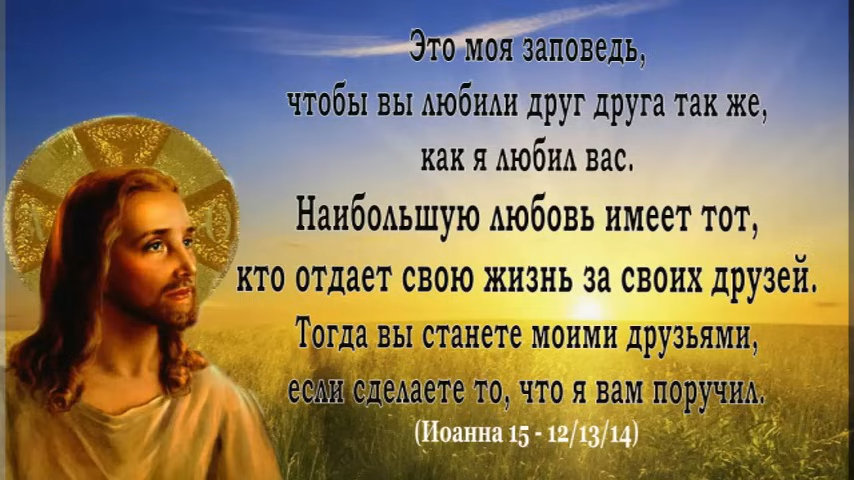 Это моя заповедь,
чтобы вы любили друг друга так же,
как я любил вас.
Наибольшую любовь имеет тот,
кто отдает свою жизнь за своих друзей.
Тогда вы станете моими друзьями,
если сделаете то, что я вам поручил.
(Иоанна 15 - 12/13/14)